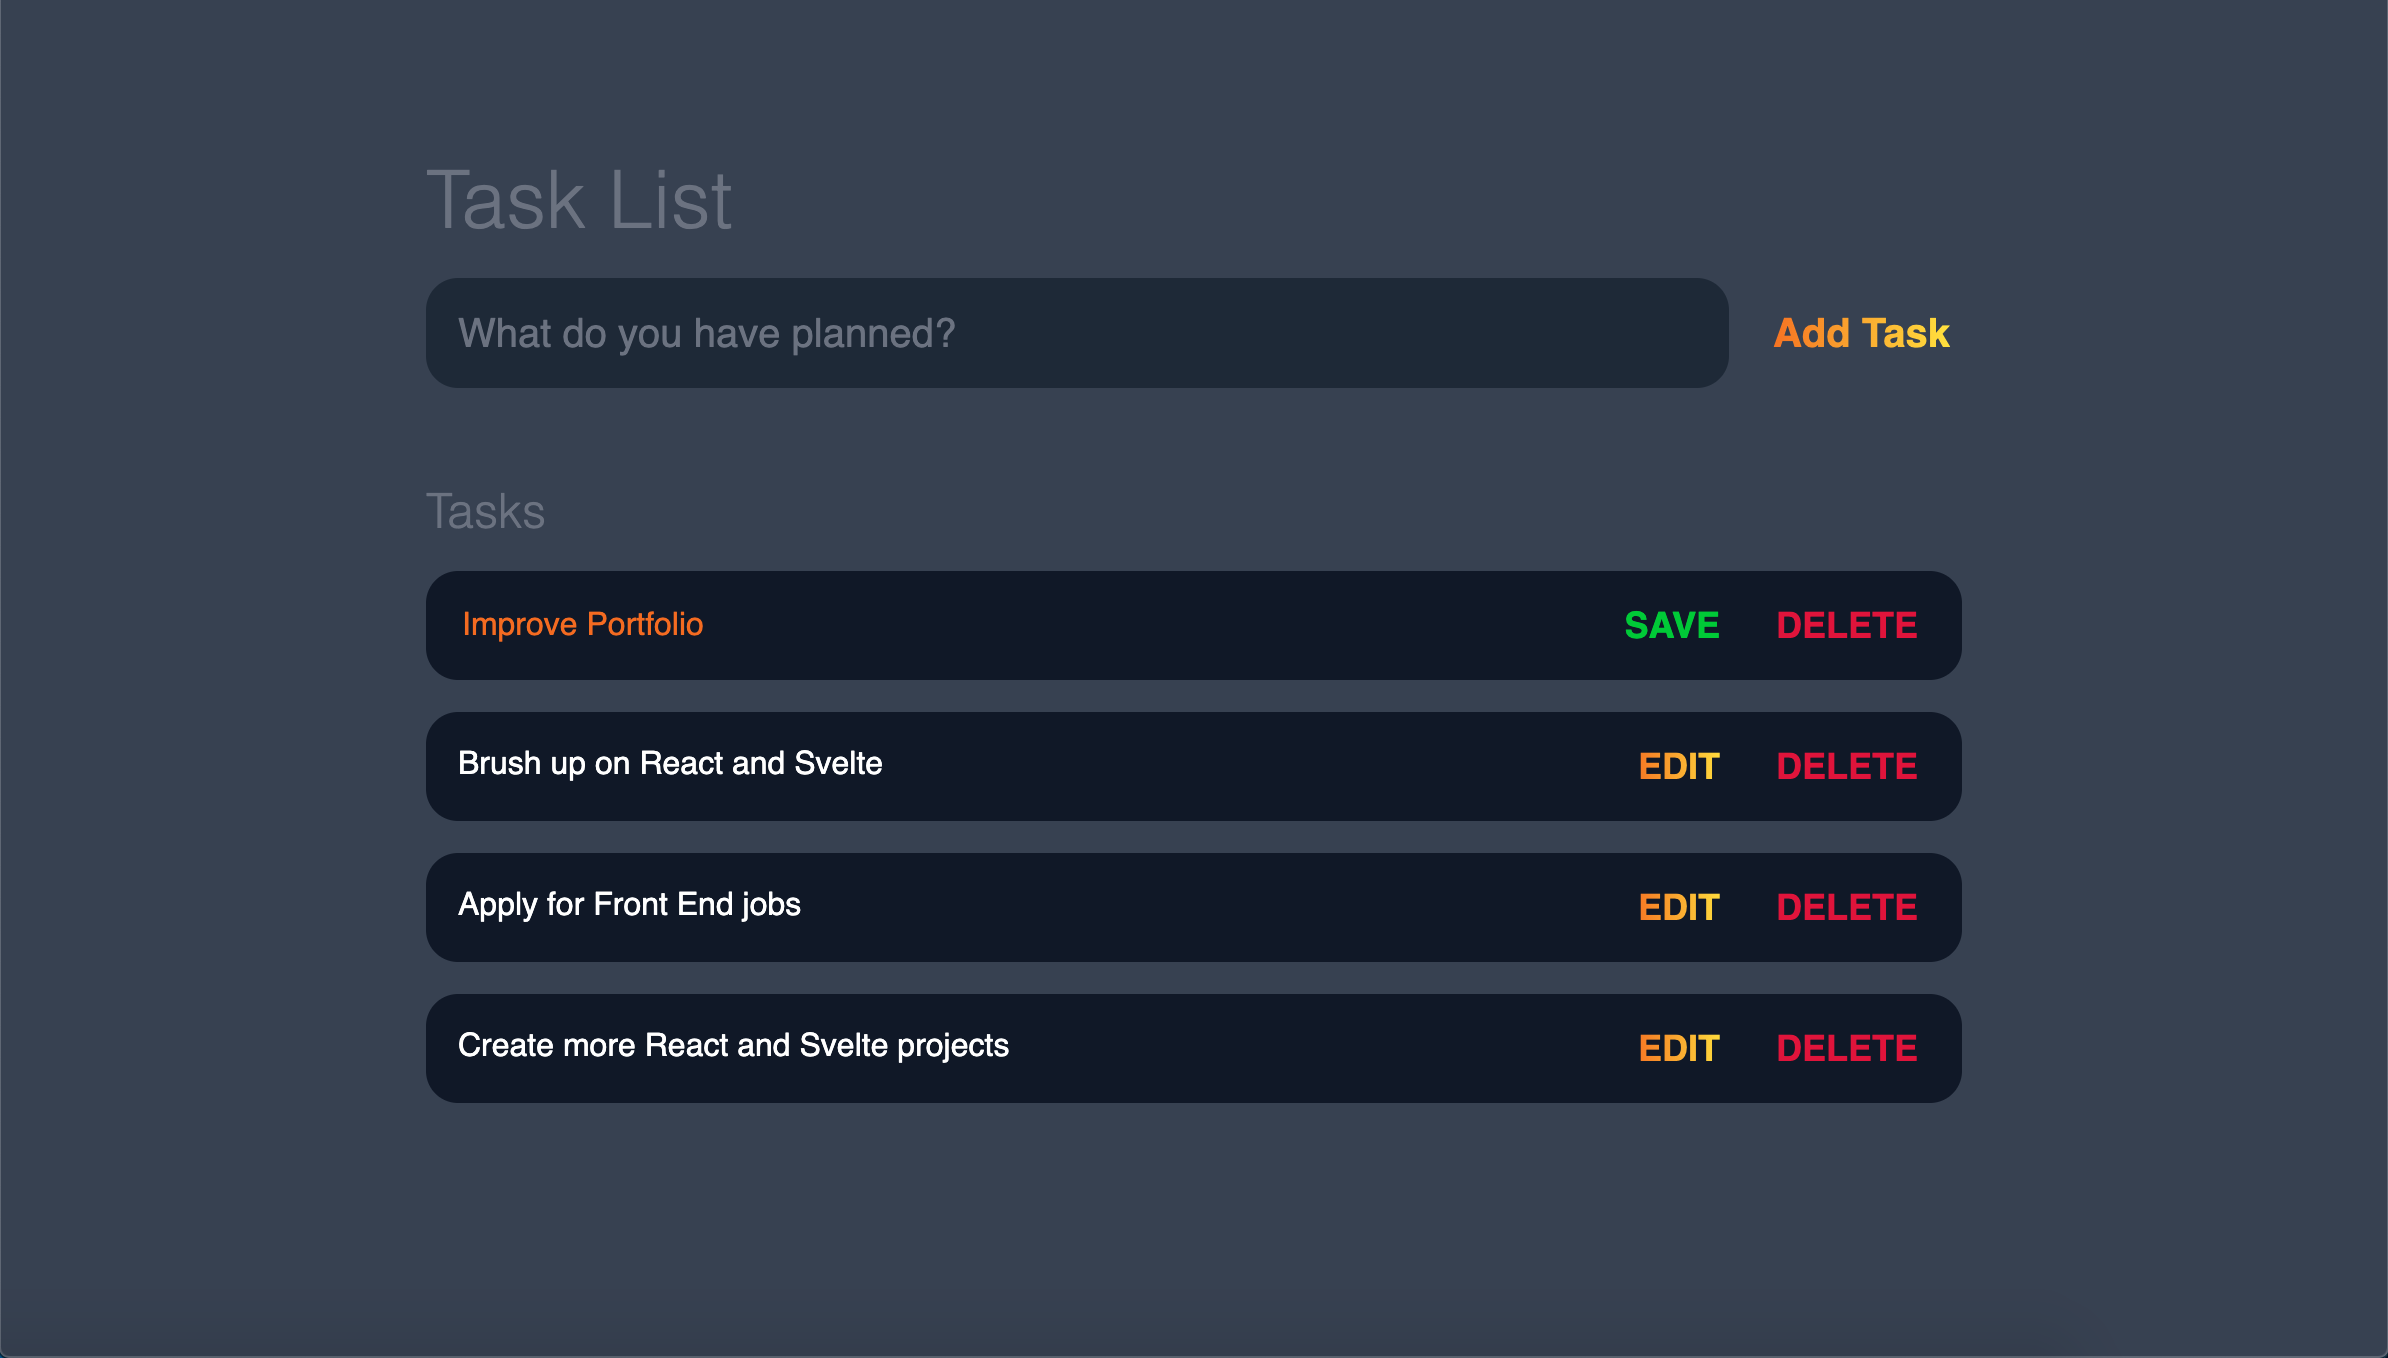 Task List
What do you have planned? Add Task
Tasks
Improve Portfolio SAVE DELETE
Brush up on React and Svelte EDIT DELETE
Apply for Front End jobs EDIT DELETE
Create more React and Svelte projects EDIT DELETE